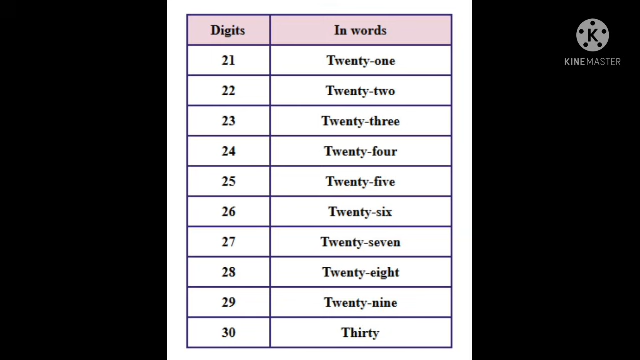 Digits In words
21 Twenty-one
22 Twenty-two
23 Twenty-three
24 Twenty-four
25 Twenty-five
26 Twenty-six
27 Twenty-seven
28 Twenty-eight
29 Twenty-nine
30 Thirty
K
KINEMASTER